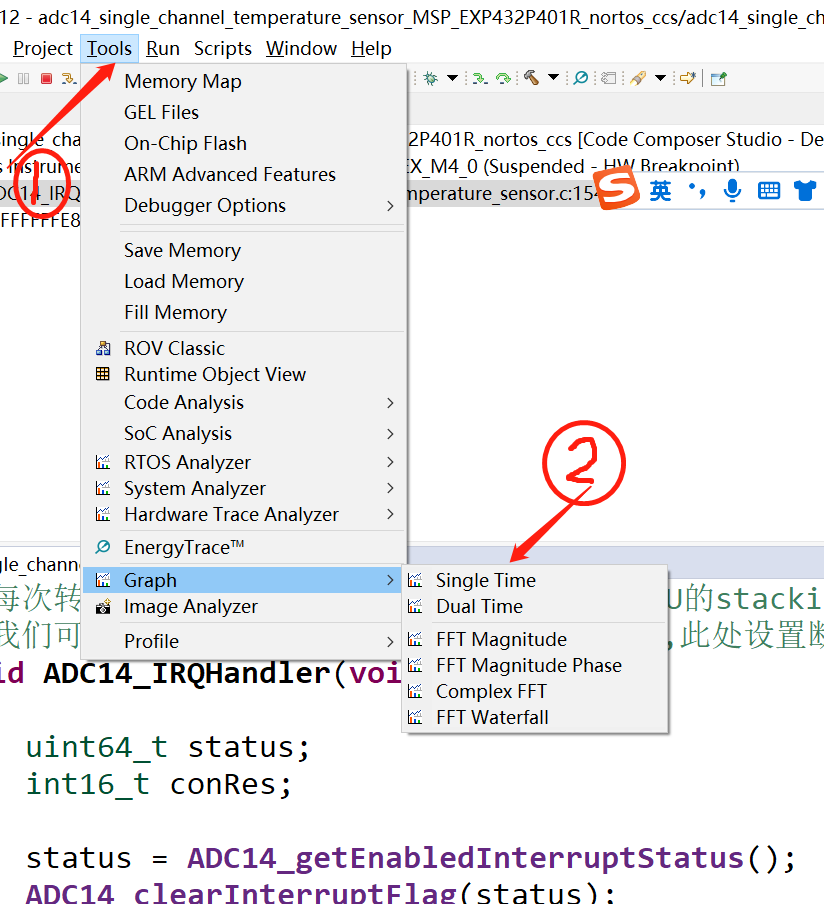 12 - adc14_single_channel_temperature_sensor_MSP_EXP432P401R_nortos_ccs/adc14_single_ch
Project Tools Run Scripts Window Help
Memory Map
GEL Files
single_cha 2P401R_nortos_ccs [Code Composer Studio - De
On-Chip Flash
s Instrume EX_M4_0 (Suspended - HW Breakpoint)
ARM Advanced Features
1
DC14_IRQ mperature_sensor.c:154
S 英
Debugger Options
FFFFFFE8
Save Memory
Load Memory
Fill Memory
ROV Classic
Runtime Object View
Code Analysis
SoC Analysis
RTOS Analyzer
2
System Analyzer
Hardware Trace Analyzer
EnergyTrace™
gle_chann
Graph
Image Analyzer
Profile
Single Time
Dual Time
FFT Magnitude
FFT Magnitude Phase
Complex FFT
FFT Waterfall
每次转 U的stacki
我们可 ,此处设置断
id ADC14_IRQHandler(voi
uint64_t status;
int16_t conRes;
status = ADC14_getEnabledInterruptStatus();
ADC14_clearInterruptFlag(status);